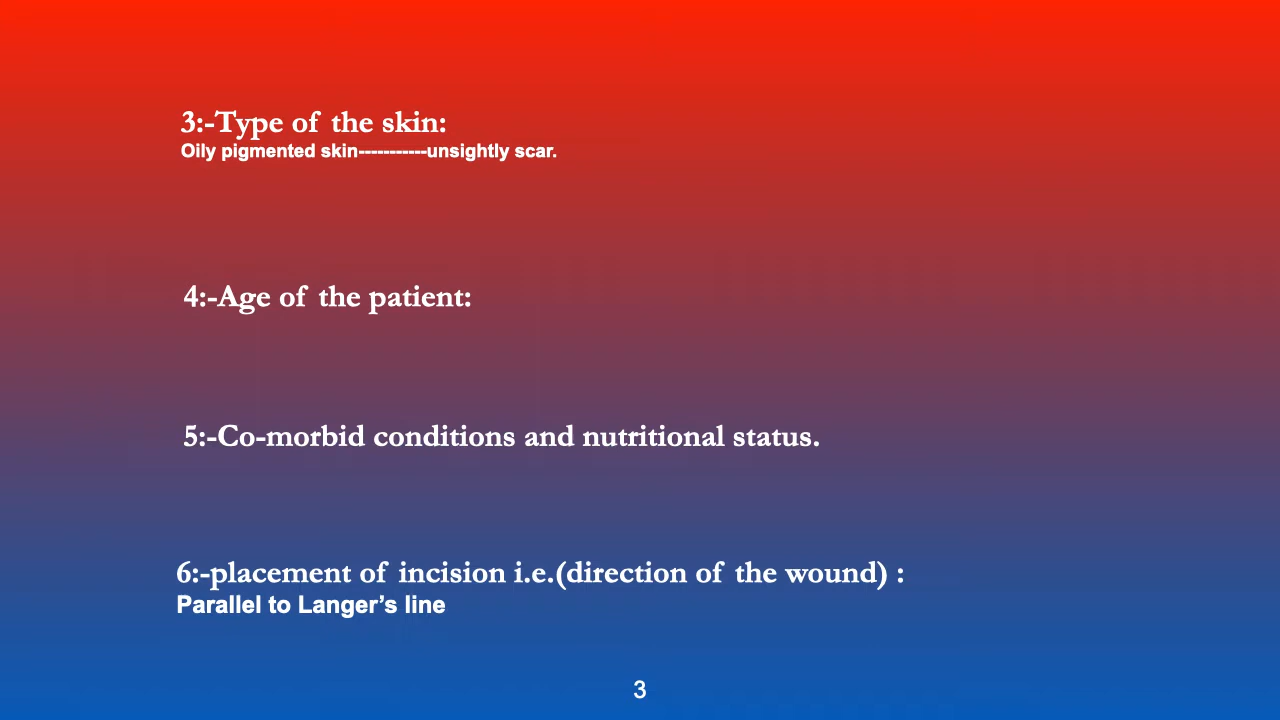 3:-Type of the skin:
Oily pigmented skin-----------unsightly scar.
4:-Age of the patient:
5:-Co-morbid conditions and nutritional status.
6:-placement of incision i.e.(direction of the wound) :
Parallel to Langer’s line
3